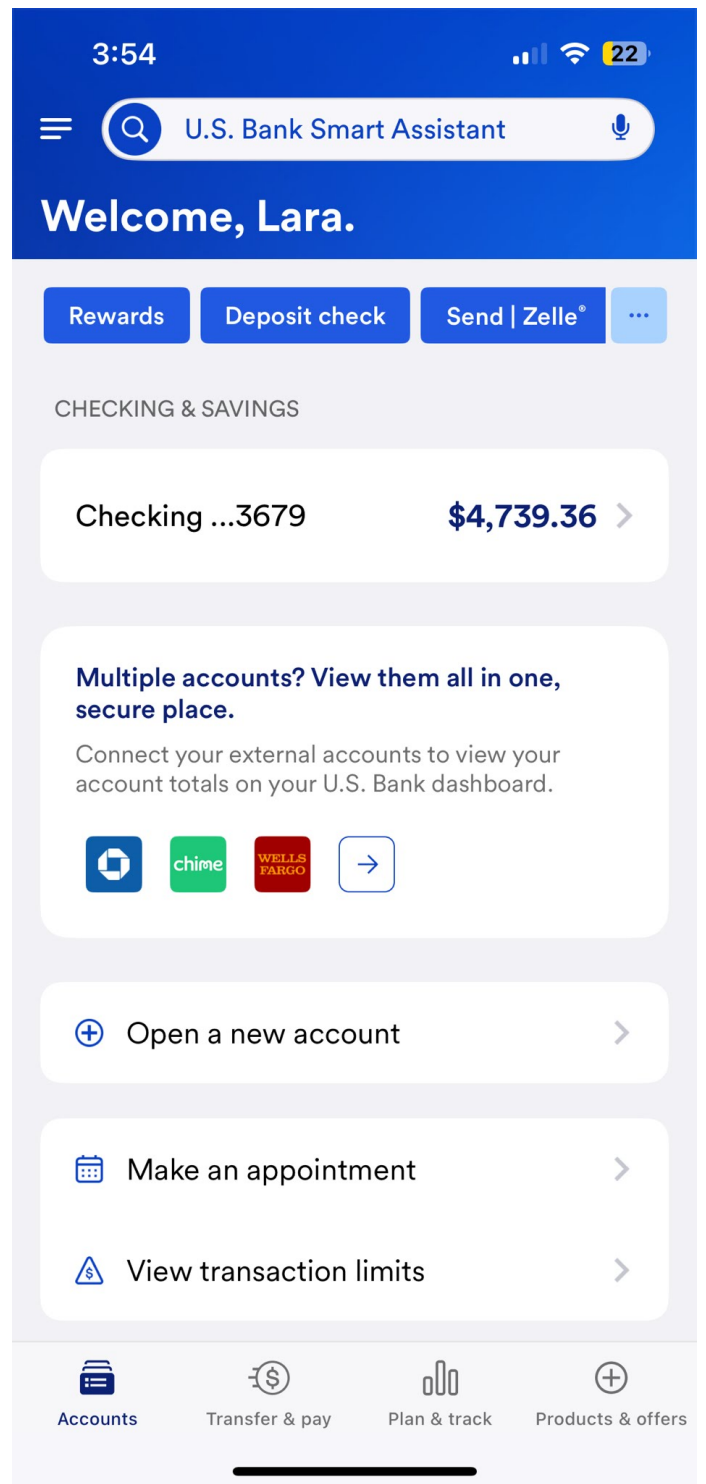 3:54
22
U.S. Bank Smart Assistant
Welcome, Lara.
Rewards
Deposit check
Send | Zelle®
...
CHECKING & SAVINGS
Checking ...3679
$4,739.36
Multiple accounts? View them all in one,
secure place.
Connect your external accounts to view your
account totals on your U.S. Bank dashboard.
chime
WELLS
FARGO
Open a new account
Make an appointment
View transaction limits
Accounts
Transfer & pay
Plan & track
Products & offers